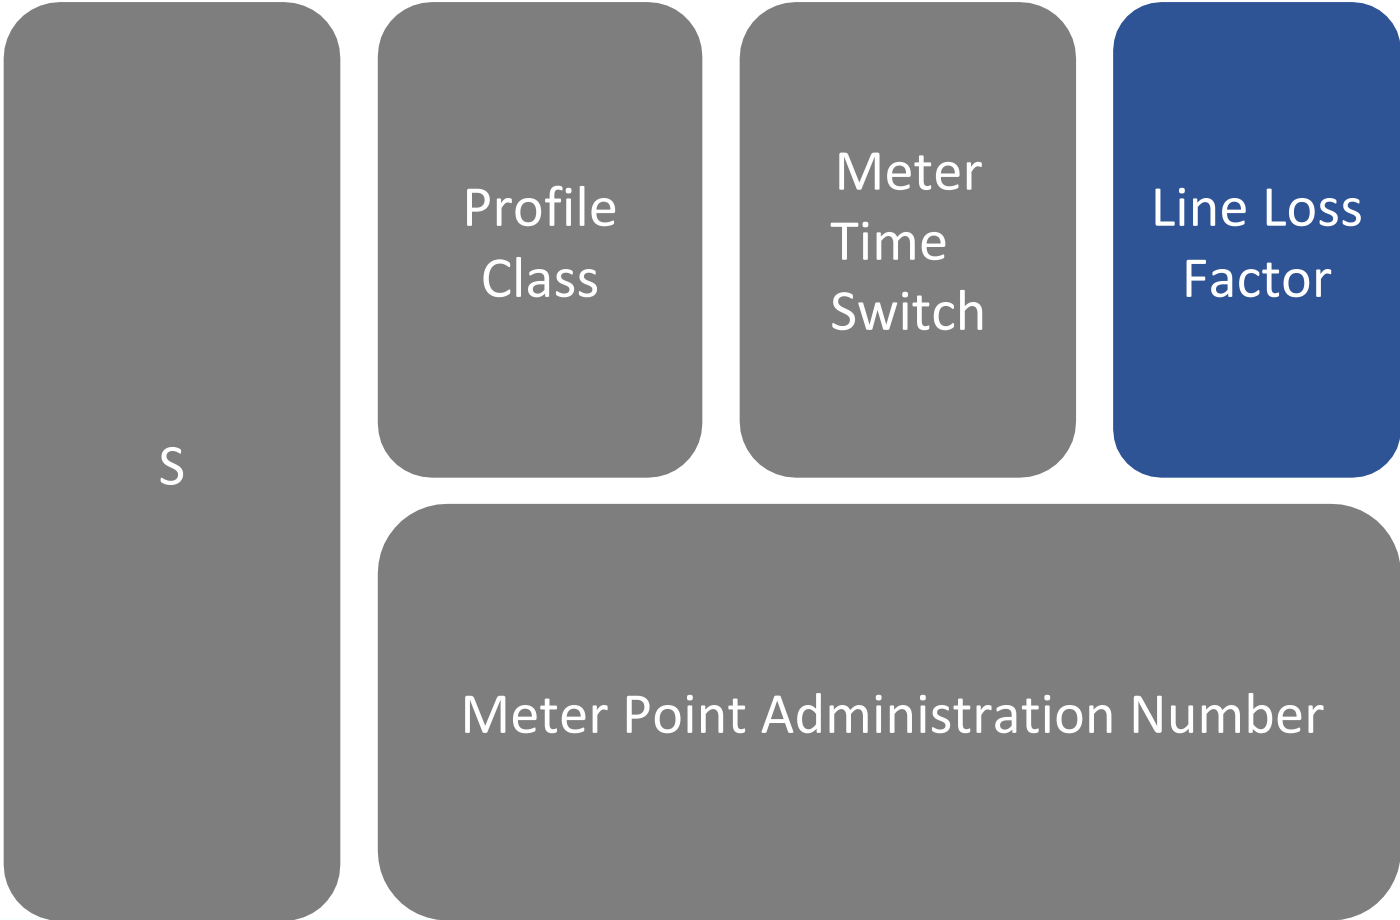 S
Profile
Class
Meter
Time
Switch
Line Loss
Factor
Meter Point Administration Number